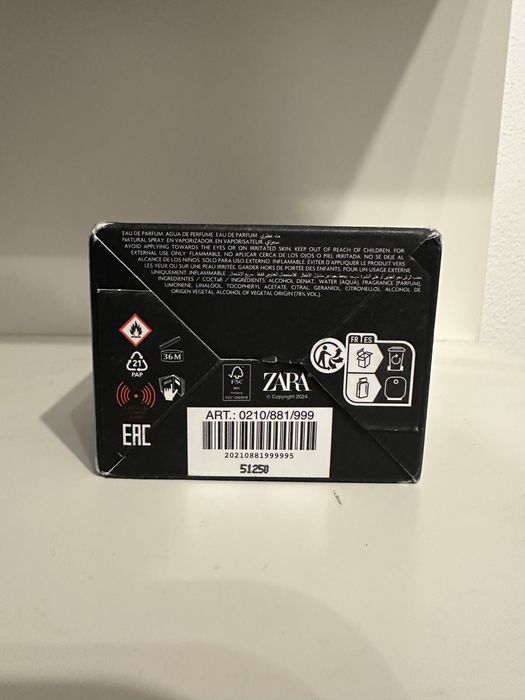 EAU DE PARFUM. AGUA DE PERFUME. EAU DE PARFUM. ماء عطري
NATURAL SPRAY. EN VAPORIZADOR. EN VAPORISATEUR.
AVOID APPLYING TOWARDS THE EYES OR ON IRRITATED SKIN. KEEP OUT OF REACH OF CHILDREN. FOR
EXTERNAL USE ONLY. FLAMMABLE. NO APLICAR CERCA DE LOS OJOS O PIEL IRRITADA. NO SE DEJE AL
ALCANCE DE LOS NIÑOS. SÓLO PARA USO EXTERNO. INFLAMABLE. ÉVITER D'APPLIQUER LE PRODUIT VERS
LES YEUX OU SUR UNE PEAU IRRITÉE. GARDER HORS DE PORTÉE DES ENFANTS. POUR UN USAGE EXTERNE
UNIQUEMENT. INFLAMMABLE.
INGRÉDIENTES / СОСТАВ / INGREDIENTS: ALCOHOL DENAT. WATER (AQUA). FRAGRANCE (PARFUM),
LIMONENE, LINALOOL, TOCOPHERYL ACETATE, CITRAL, GERANIOL, CITRONELLOL. ALCOHOL DE
ORIGEN VEGETAL. ALCOHOL OF VEGETAL ORIGIN (78% VOL.).
36M
21
PAP
EAC
FSC
ZARA
© Copyright 2024
FR ES
ART.: 0210/881/999
20210881999995
51250